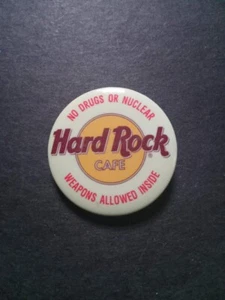 NO DRUGS OR NUCLEAR
Hard Rock
®
CAFE
WEAPONS ALLOWED INSIDE